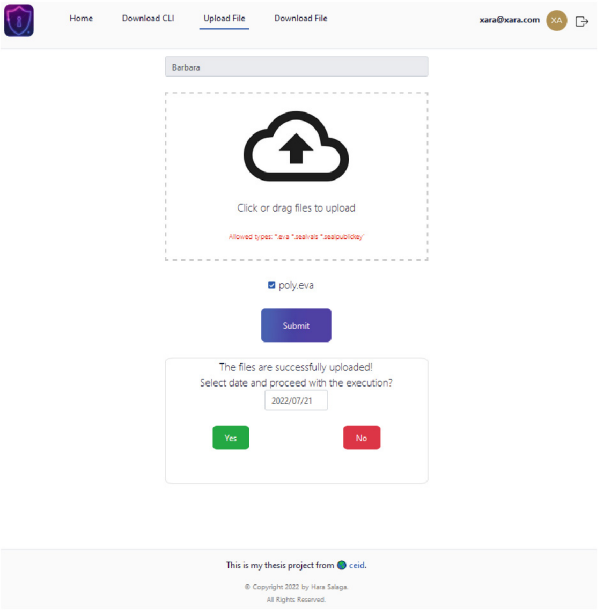 Home Download CLI Upload File Download File xara@xara.com XA
Barbara
Click or drag files to upload
Allowed types: *.eva *.sealvals *.sealpublickey'
poly.eva
Submit
The files are successfully uploaded!
Select date and proceed with the execution?
2022/07/21
Yes No
This is my thesis project from ceid.
© Copyright 2022 by Hara Salaga.
All Rights Reserved.